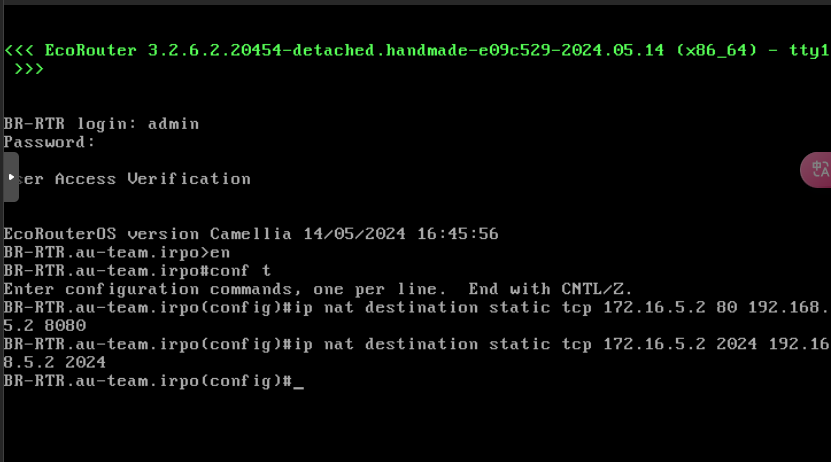 <<< EcoRouter 3.2.6.2.20454-detached.handmade-e09c529-2024.05.14 (x86_64) - tty1
>>>
BR-RTR login: admin
Password:
ser Access Verification
EcoRouterOS version Camellia 14/05/2024 16:45:56
BR-RTR.au-team.irpo>en
BR-RTR.au-team.irpo#conf t
Enter configuration commands, one per line.  End with CNTL/Z.
BR-RTR.au-team.irpo(config)#ip nat destination static tcp 172.16.5.2 80 192.168.
5.2 8080
BR-RTR.au-team.irpo(config)#ip nat destination static tcp 172.16.5.2 2024 192.16
8.5.2 2024
BR-RTR.au-team.irpo(config)#_
中A